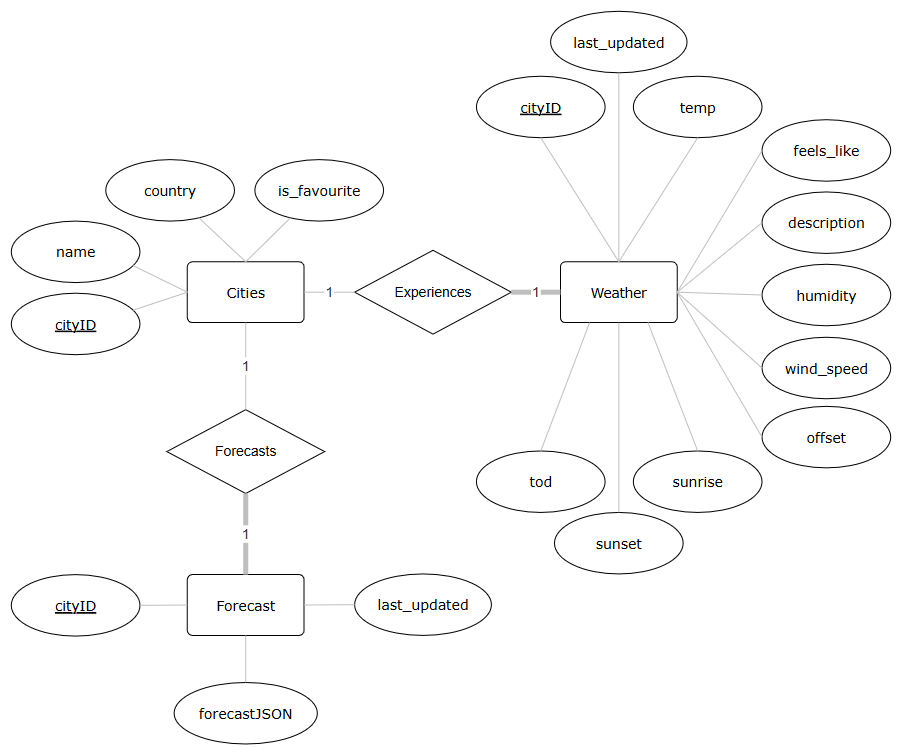 last_updated
cityID
temp
feels_like
country
is_favourite
description
name
Cities
1
Experiences
1
Weather
humidity
cityID
1
wind_speed
offset
Forecasts
tod
sunrise
1
sunset
cityID
Forecast
last_updated
forecastJSON